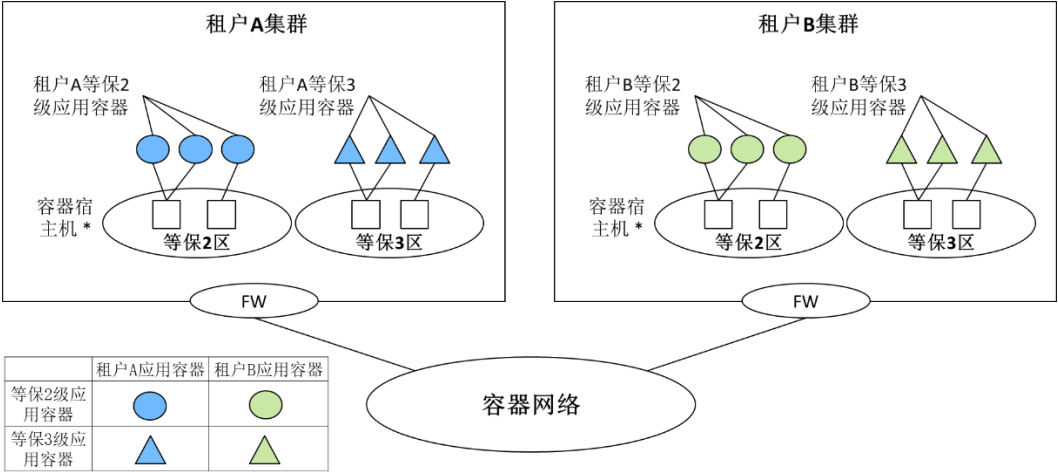 租户A集群
租户A等保2
级应用容器
租户A等保3
级应用容器
容器宿
主机 *
等保2区
等保3区
FW
租户B集群
租户B等保2
级应用容器
租户B等保3
级应用容器
容器宿
主机 *
等保2区
等保3区
FW
容器网络
租户A应用容器 租户B应用容器
等保2级应
用容器
等保3级应
用容器